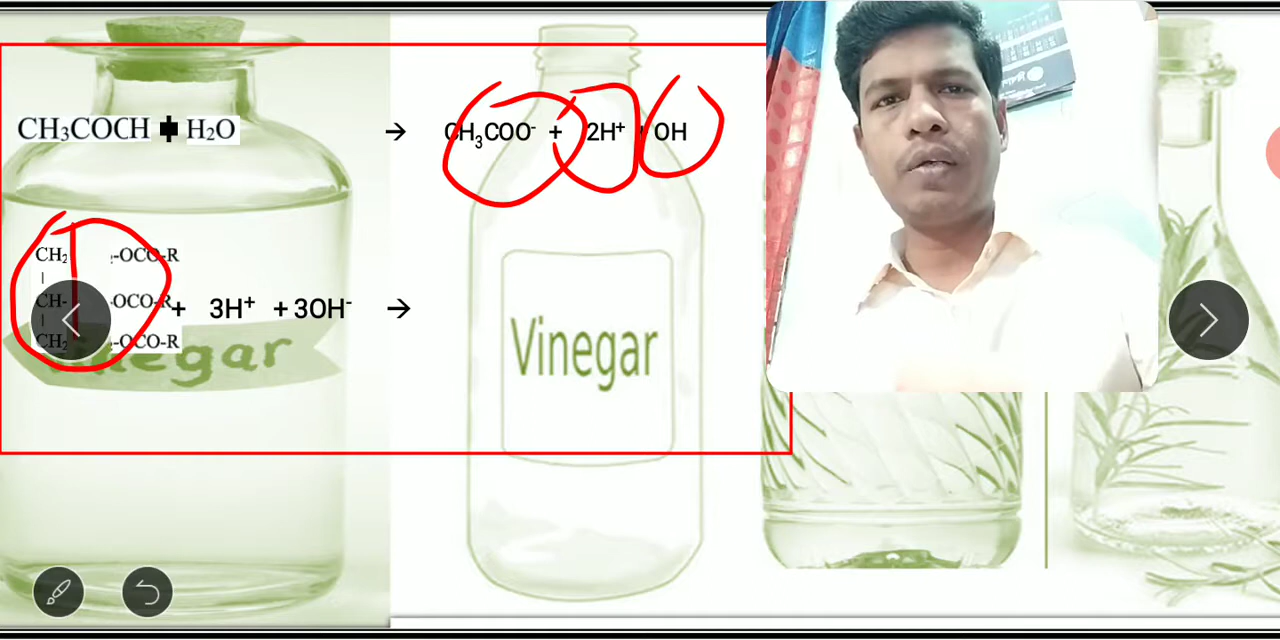 CH₃COCH + H₂O → CH₃COO⁻ + 2H⁺ + OH
CH₂ -OCO-R
CH- -OCO-R + 3H⁺ + 3OH⁻ →
CH₂ -OCO-R
Vinegar
Vinegar